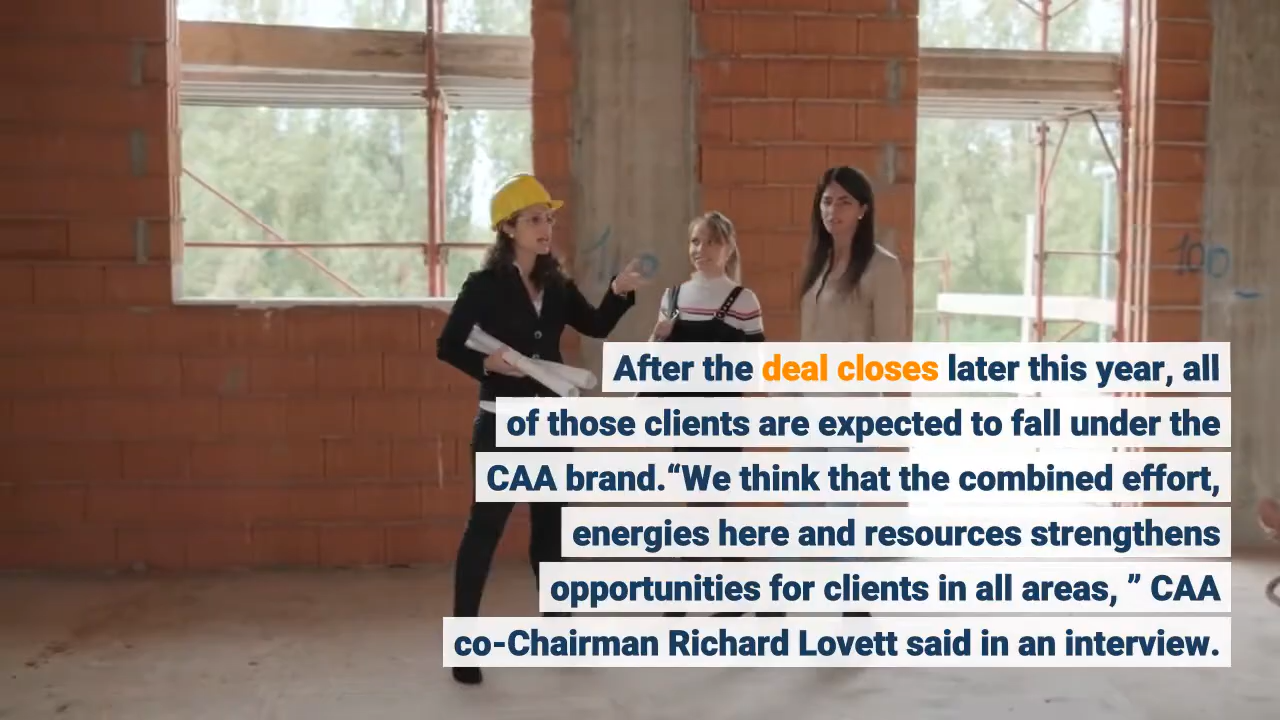 After the deal closes later this year, all
of those clients are expected to fall under the
CAA brand.“We think that the combined effort,
energies here and resources strengthens
opportunities for clients in all areas, ” CAA
co-Chairman Richard Lovett said in an interview.
100
100